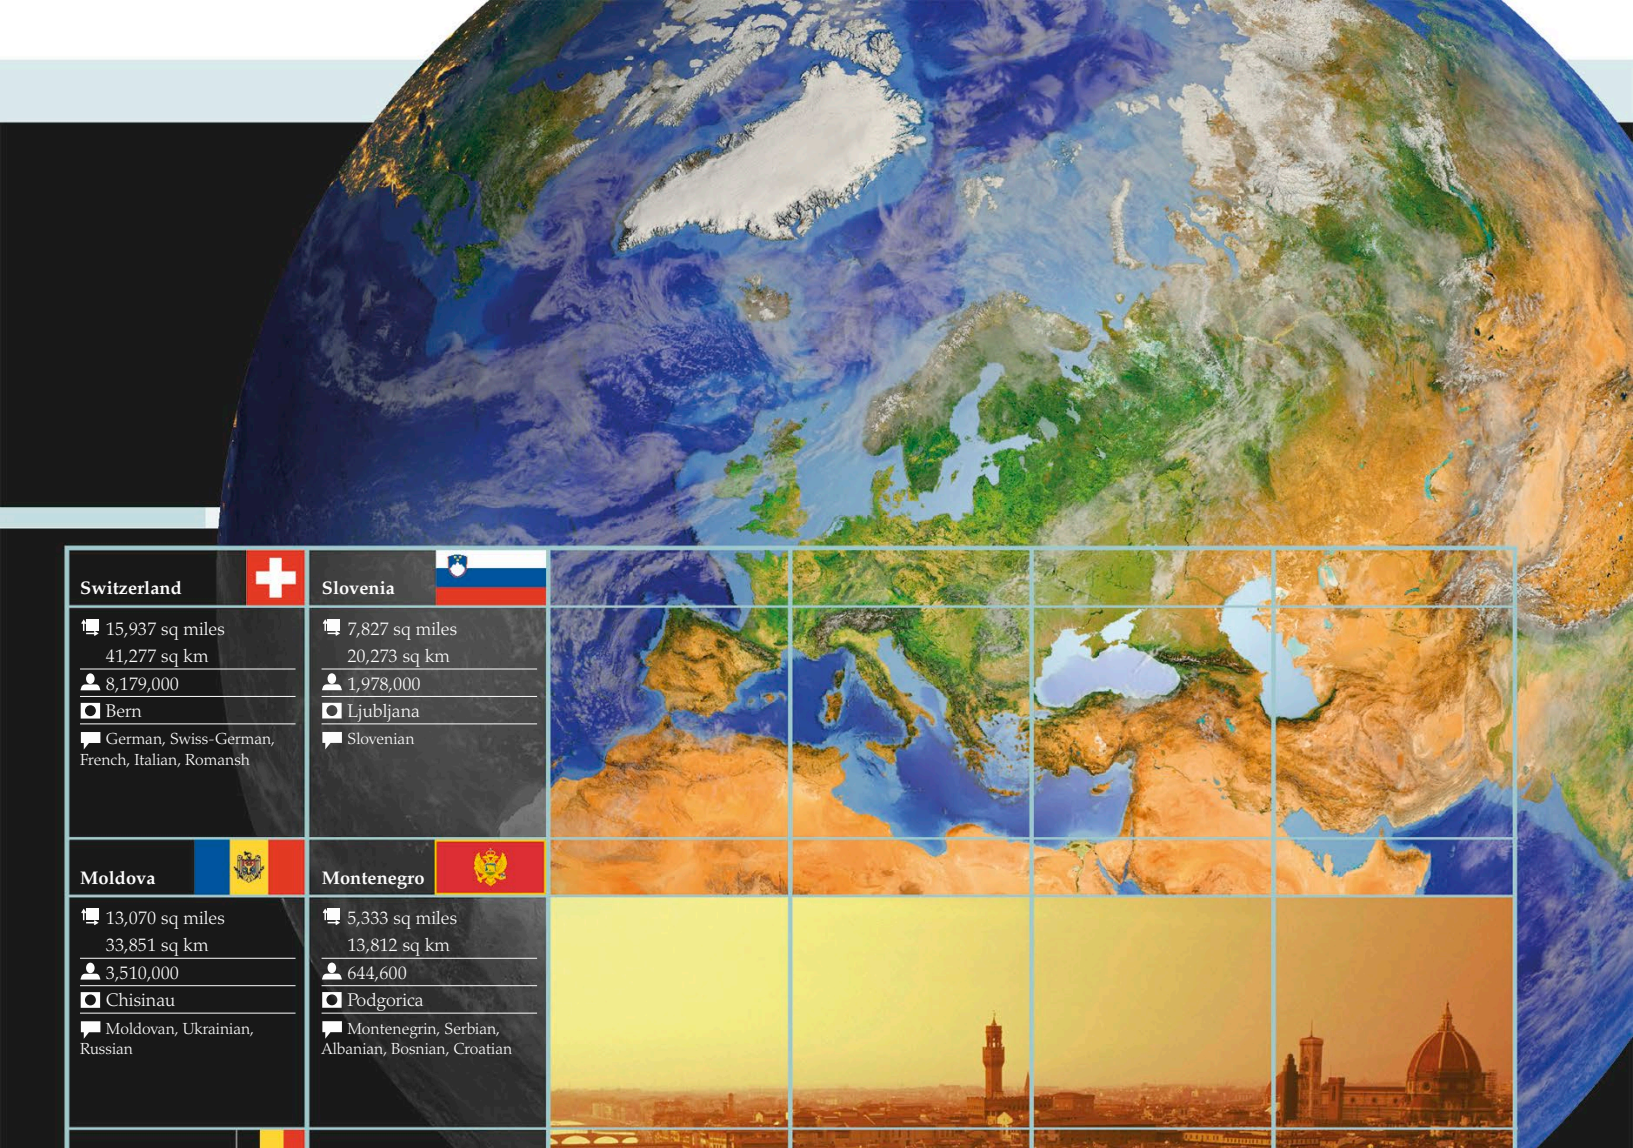 Switzerland
15,937 sq miles
41,277 sq km
8,179,000
Bern
German, Swiss-German,
French, Italian, Romansh
Slovenia
7,827 sq miles
20,273 sq km
1,978,000
Ljubljana
Slovenian
Moldova
13,070 sq miles
33,851 sq km
3,510,000
Chisinau
Moldovan, Ukrainian,
Russian
Montenegro
5,333 sq miles
13,812 sq km
644,600
Podgorica
Montenegrin, Serbian,
Albanian, Bosnian, Croatian